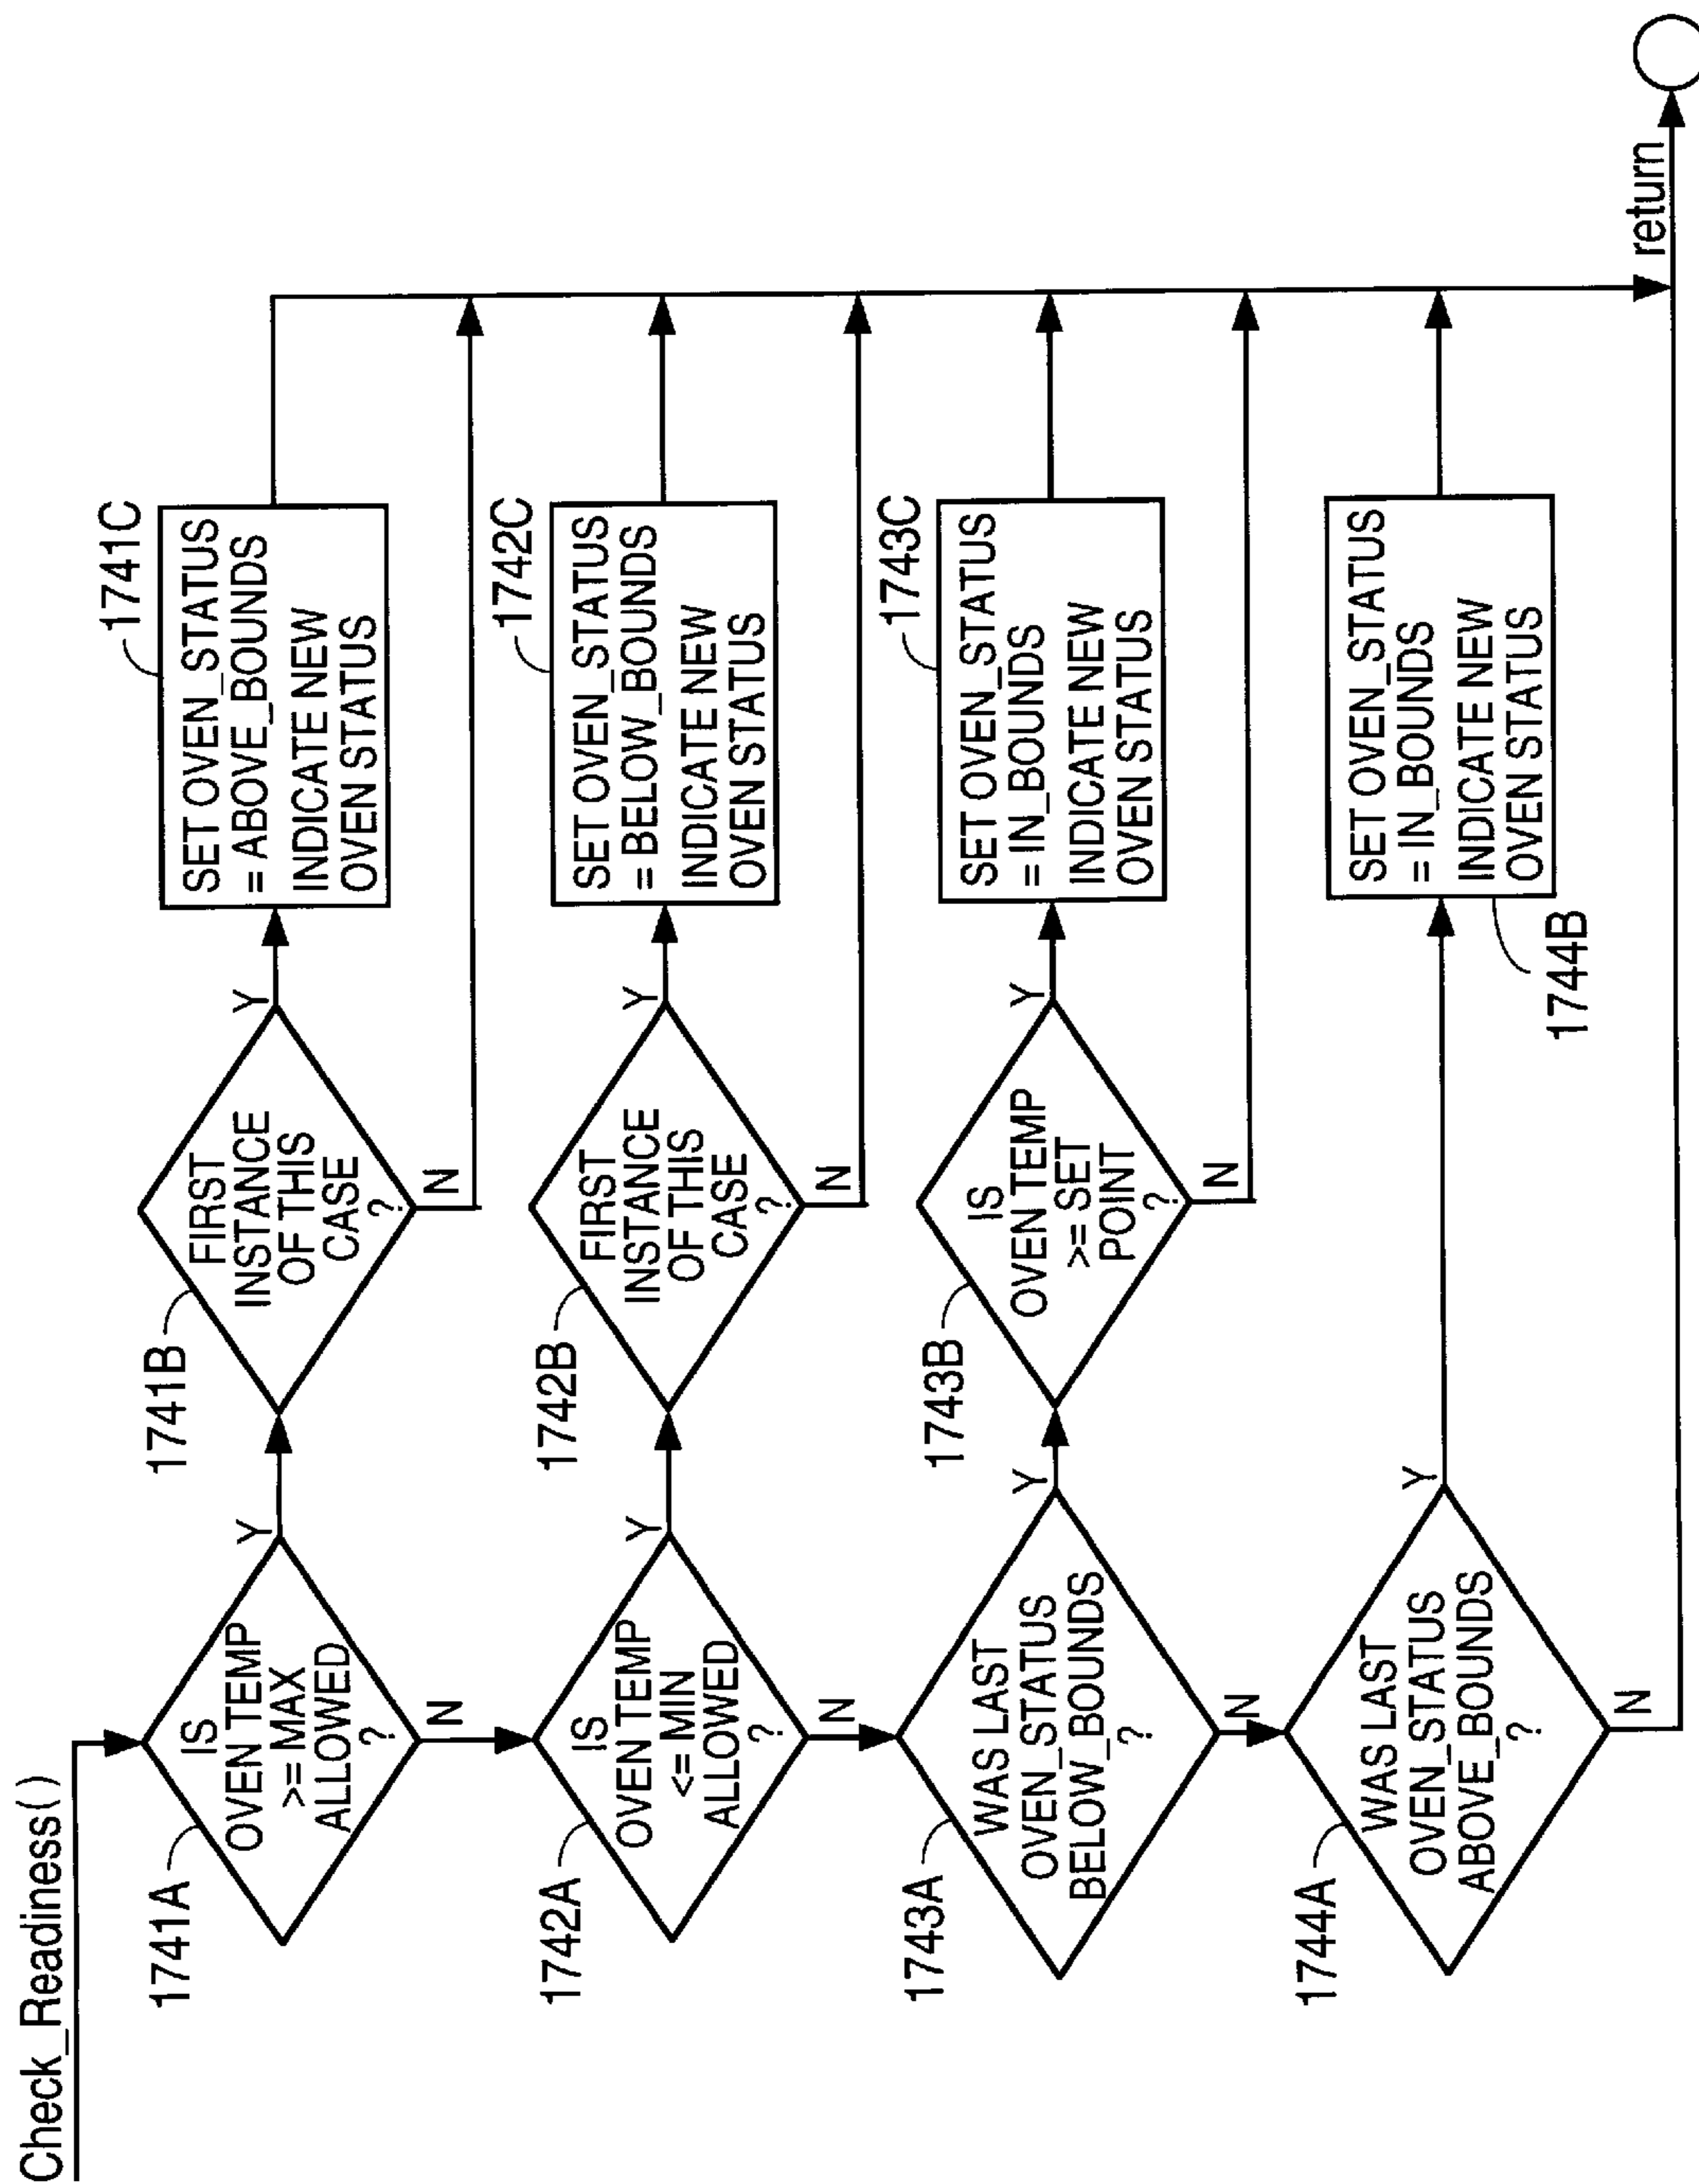 Check_Readiness()
1741A
IS
OVEN TEMP
>= MAX
ALLOWED
?
Y
N
1741B
FIRST
INSTANCE
OF THIS
CASE
?
Y
N
1741C
SET OVEN_STATUS
= ABOVE_BOUNDS
INDICATE NEW
OVEN STATUS
1742A
IS
OVEN TEMP
<= MIN
ALLOWED
?
Y
N
1742B
FIRST
INSTANCE
OF THIS
CASE
?
Y
N
1742C
SET OVEN_STATUS
= BELOW_BOUNDS
INDICATE NEW
OVEN STATUS
1743A
WAS LAST
OVEN_STATUS
BELOW_BOUNDS
?
Y
N
1743B
IS
OVEN TEMP
>= SET
POINT
?
Y
N
1743C
SET OVEN_STATUS
= IN_BOUNDS
INDICATE NEW
OVEN STATUS
1744A
WAS LAST
OVEN_STATUS
ABOVE_BOUNDS
?
Y
N
SET OVEN_STATUS
= IN_BOUNDS
INDICATE NEW
OVEN STATUS
1744B
return